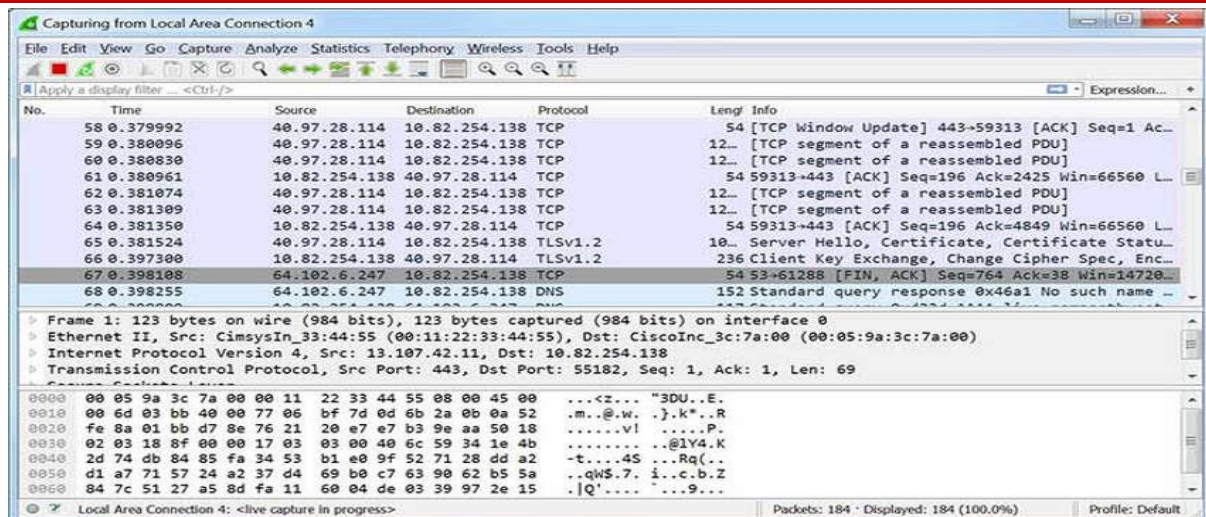 Capturing from Local Area Connection 4
File Edit View Go Capture Analyze Statistics Telephony Wireless Tools Help
Apply a display filter ... <Ctrl-/> Expression... +
No. Time Source Destination Protocol Lengt Info
58 0.379992 40.97.28.114 10.82.254.138 TCP 54 [TCP Window Update] 443→59313 [ACK] Seq=1 Ac…
59 0.380096 40.97.28.114 10.82.254.138 TCP 12… [TCP segment of a reassembled PDU]
60 0.380830 40.97.28.114 10.82.254.138 TCP 12… [TCP segment of a reassembled PDU]
61 0.380961 10.82.254.138 40.97.28.114 TCP 54 59313→443 [ACK] Seq=196 Ack=2425 Win=66560 L…
62 0.381074 40.97.28.114 10.82.254.138 TCP 12… [TCP segment of a reassembled PDU]
63 0.381309 40.97.28.114 10.82.254.138 TCP 12… [TCP segment of a reassembled PDU]
64 0.381350 10.82.254.138 40.97.28.114 TCP 54 59313→443 [ACK] Seq=196 Ack=4849 Win=66560 L…
65 0.381524 40.97.28.114 10.82.254.138 TLSv1.2 10… Server Hello, Certificate, Certificate Statu…
66 0.397300 10.82.254.138 40.97.28.114 TLSv1.2 236 Client Key Exchange, Change Cipher Spec, Enc…
67 0.398108 64.102.6.247 10.82.254.138 TCP 54 53→61288 [FIN, ACK] Seq=764 Ack=38 Win=14720…
68 0.398255 64.102.6.247 10.82.254.138 DNS 152 Standard query response 0x46a1 No such name …
Frame 1: 123 bytes on wire (984 bits), 123 bytes captured (984 bits) on interface 0
Ethernet II, Src: CimsysIn_33:44:55 (00:11:22:33:44:55), Dst: CiscoInc_3c:7a:00 (00:05:9a:3c:7a:00)
Internet Protocol Version 4, Src: 13.107.42.11, Dst: 10.82.254.138
Transmission Control Protocol, Src Port: 443, Dst Port: 55182, Seq: 1, Ack: 1, Len: 69
0000 00 05 9a 3c 7a 00 00 11 22 33 44 55 08 00 45 00 ...<z... "3DU..E.
0010 00 6d 03 bb 40 00 77 06 bf 7d 0d 6b 2a 0b 0a 52 .m..@.w. .}.k*..R
0020 fe 8a 01 bb d7 8e 76 21 20 e7 e7 b3 9e aa 50 18 ......v! .....P.
0030 02 03 18 8f 00 00 17 03 03 00 40 6c 59 34 1e 4b ........ ..@lY4.K
0040 2d 74 db 84 85 fa 34 53 b1 e0 9f 52 71 28 dd a2 -t....4S ...Rq(..
0050 d1 a7 71 57 24 a2 37 d4 69 b0 c7 63 90 62 b5 5a ..qW$.7. i..c.b.Z
0060 84 7c 51 27 a5 8d fa 11 60 04 de 03 39 97 2e 15 .|Q'.... `...9...
Local Area Connection 4: <live capture in progress> Packets: 184 · Displayed: 184 (100.0%) Profile: Default